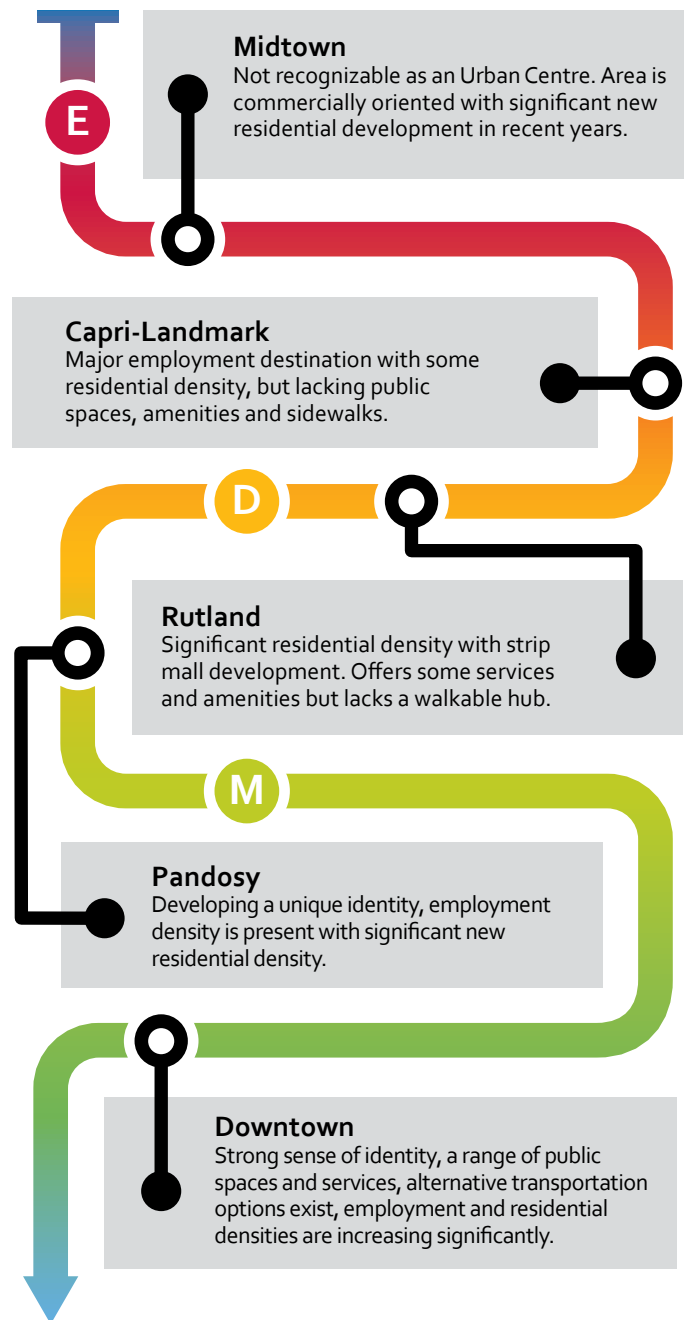 Midtown
Not recognizable as an Urban Centre. Area is
commercially oriented with significant new
residential development in recent years.
E
Capri-Landmark
Major employment destination with some
residential density, but lacking public
spaces, amenities and sidewalks.
D
Rutland
Significant residential density with strip
mall development. Offers some services
and amenities but lacks a walkable hub.
M
Pandosy
Developing a unique identity, employment
density is present with significant new
residential density.
Downtown
Strong sense of identity, a range of public
spaces and services, alternative transportation
options exist, employment and residential
densities are increasing significantly.